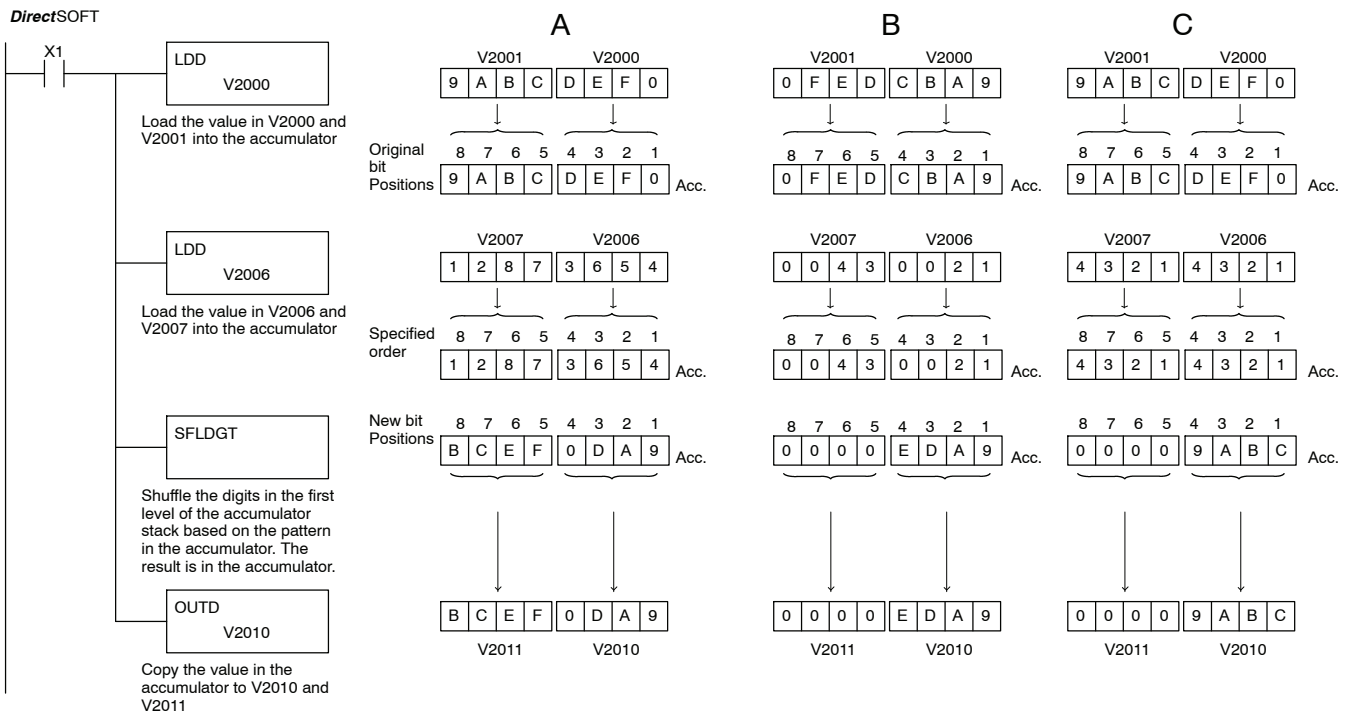 DirectSOFT
X1
LDD
V2000
Load the value in V2000 and
V2001 into the accumulator
LDD
V2006
Load the value in V2006 and
V2007 into the accumulator
SFLDGT
Shuffle the digits in the first
level of the accumulator
stack based on the pattern
in the accumulator. The
result is in the accumulator.
OUTD
V2010
Copy the value in the
accumulator to V2010 and
V2011
Original
bit
Positions
Specified
order
New bit
Positions
A
V2001 V2000
9 A B C D E F 0
8 7 6 5 4 3 2 1
9 A B C D E F 0 Acc.
V2007 V2006
1 2 8 7 3 6 5 4
8 7 6 5 4 3 2 1
1 2 8 7 3 6 5 4 Acc.
8 7 6 5 4 3 2 1
B C E F 0 D A 9 Acc.
B C E F 0 D A 9
V2011 V2010
B
V2001 V2000
0 F E D C B A 9
8 7 6 5 4 3 2 1
0 F E D C B A 9 Acc.
V2007 V2006
0 0 4 3 0 0 2 1
8 7 6 5 4 3 2 1
0 0 4 3 0 0 2 1 Acc.
8 7 6 5 4 3 2 1
0 0 0 0 E D A 9 Acc.
0 0 0 0 E D A 9
V2011 V2010
C
V2001 V2000
9 A B C D E F 0
8 7 6 5 4 3 2 1
9 A B C D E F 0 Acc.
V2007 V2006
4 3 2 1 4 3 2 1
8 7 6 5 4 3 2 1
4 3 2 1 4 3 2 1 Acc.
8 7 6 5 4 3 2 1
0 0 0 0 9 A B C Acc.
0 0 0 0 9 A B C
V2011 V2010